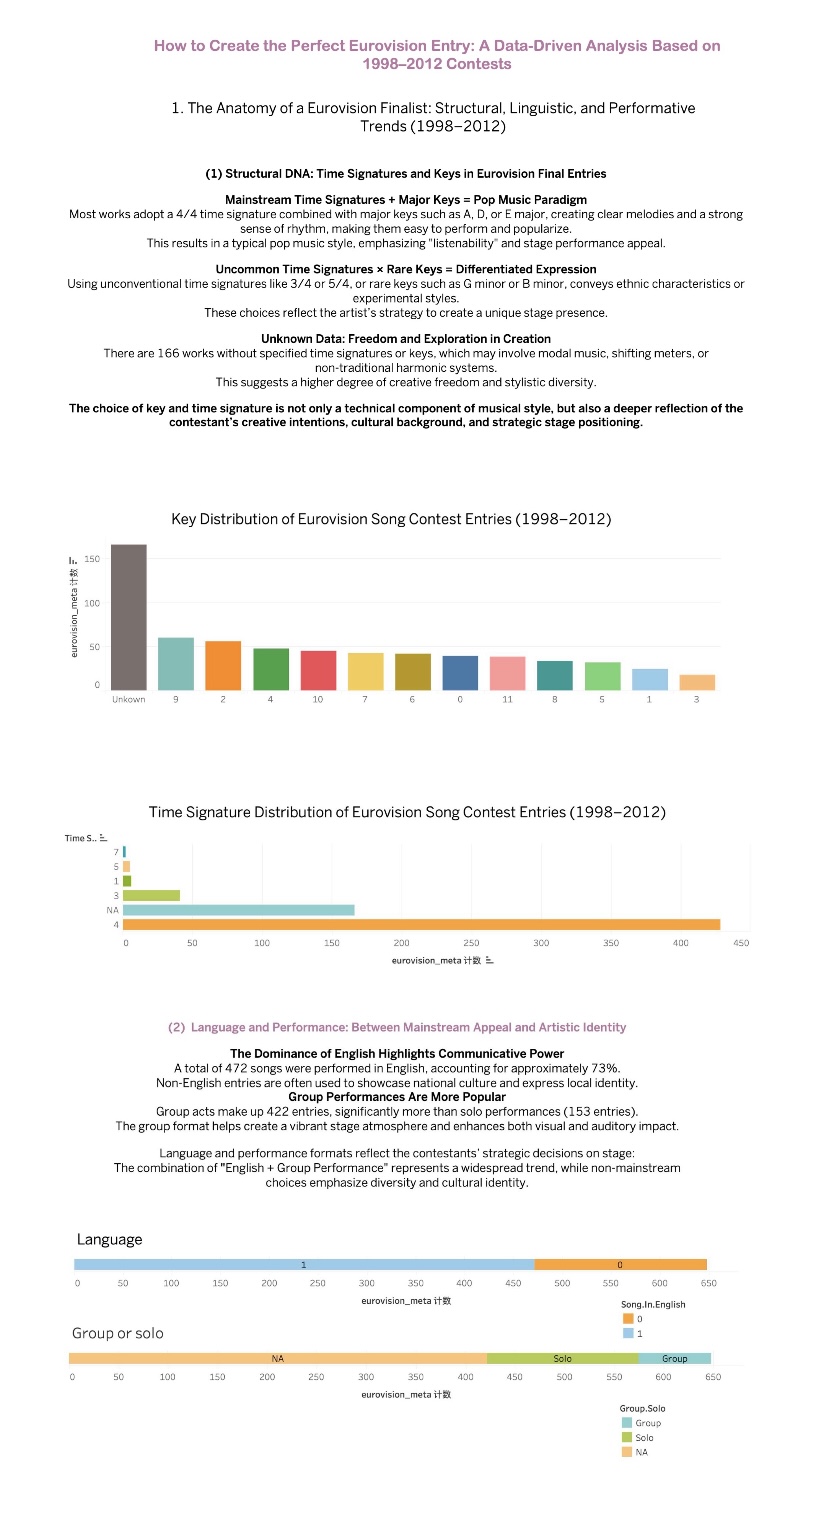 How to Create the Perfect Eurovision Entry: A Data-Driven Analysis Based on
1998–2012 Contests
1. The Anatomy of a Eurovision Finalist: Structural, Linguistic, and Performative
Trends (1998–2012)
(1) Structural DNA: Time Signatures and Keys in Eurovision Final Entries
Mainstream Time Signatures + Major Keys = Pop Music Paradigm
Most works adopt a 4/4 time signature combined with major keys such as A, D, or E major, creating clear melodies and a strong
sense of rhythm, making them easy to perform and popularize.
This results in a typical pop music style, emphasizing "listenability" and stage performance appeal.
Uncommon Time Signatures × Rare Keys = Differentiated Expression
Using unconventional time signatures like 3/4 or 5/4, or rare keys such as G minor or B minor, conveys ethnic characteristics or
experimental styles.
These choices reflect the artist's strategy to create a unique stage presence.
Unknown Data: Freedom and Exploration in Creation
There are 166 works without specified time signatures or keys, which may involve modal music, shifting meters, or
non-traditional harmonic systems.
This suggests a higher degree of creative freedom and stylistic diversity.
The choice of key and time signature is not only a technical component of musical style, but also a deeper reflection of the
contestant's creative intentions, cultural background, and strategic stage positioning.
Key Distribution of Eurovision Song Contest Entries (1998–2012)
eurovision_meta 计数
150
100
50
0
Unkown 9 2 4 10 7 6 0 11 8 5 1 3
Time Signature Distribution of Eurovision Song Contest Entries (1998–2012)
Time S..
7
5
1
3
NA
4
0 50 100 150 200 250 300 350 400 450
eurovision_meta 计数
(2) Language and Performance: Between Mainstream Appeal and Artistic Identity
The Dominance of English Highlights Communicative Power
A total of 472 songs were performed in English, accounting for approximately 73%.
Non-English entries are often used to showcase national culture and express local identity.
Group Performances Are More Popular
Group acts make up 422 entries, significantly more than solo performances (153 entries).
The group format helps create a vibrant stage atmosphere and enhances both visual and auditory impact.
Language and performance formats reflect the contestants' strategic decisions on stage:
The combination of "English + Group Performance" represents a widespread trend, while non-mainstream
choices emphasize diversity and cultural identity.
Language
1 0
0 50 100 150 200 250 300 350 400 450 500 550 600 650
eurovision_meta 计数
Song.In.English
0
1
Group or solo
NA Solo Group
0 50 100 150 200 250 300 350 400 450 500 550 600 650
eurovision_meta 计数
Group.Solo
Group
Solo
NA